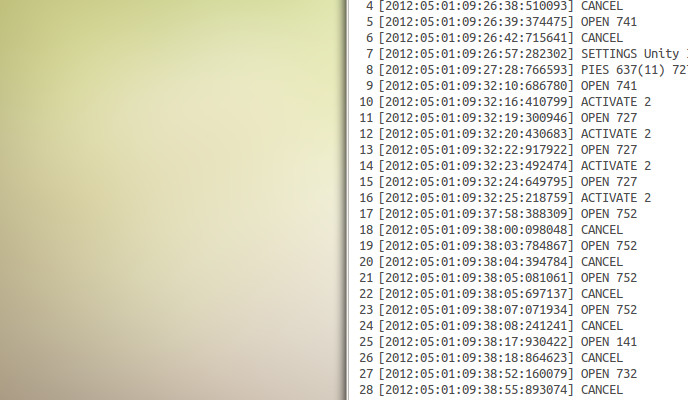 4 [2012:05:01:09:26:38:510093] CANCEL
5 [2012:05:01:09:26:39:374475] OPEN 741
6 [2012:05:01:09:26:42:715641] CANCEL
7 [2012:05:01:09:26:57:282302] SETTINGS Unity
8 [2012:05:01:09:27:28:766593] PIES 637(11) 727
9 [2012:05:01:09:32:10:686780] OPEN 741
10 [2012:05:01:09:32:16:410799] ACTIVATE 2
11 [2012:05:01:09:32:19:300946] OPEN 727
12 [2012:05:01:09:32:20:430683] ACTIVATE 2
13 [2012:05:01:09:32:22:917922] OPEN 727
14 [2012:05:01:09:32:23:492474] ACTIVATE 2
15 [2012:05:01:09:32:24:649795] OPEN 727
16 [2012:05:01:09:32:25:218759] ACTIVATE 2
17 [2012:05:01:09:37:58:388309] OPEN 752
18 [2012:05:01:09:38:00:098048] CANCEL
19 [2012:05:01:09:38:03:784867] OPEN 752
20 [2012:05:01:09:38:04:394784] CANCEL
21 [2012:05:01:09:38:05:081061] OPEN 752
22 [2012:05:01:09:38:05:697137] CANCEL
23 [2012:05:01:09:38:07:071934] OPEN 752
24 [2012:05:01:09:38:08:241241] CANCEL
25 [2012:05:01:09:38:17:930422] OPEN 141
26 [2012:05:01:09:38:18:864623] CANCEL
27 [2012:05:01:09:38:52:160079] OPEN 732
28 [2012:05:01:09:38:55:893074] CANCEL